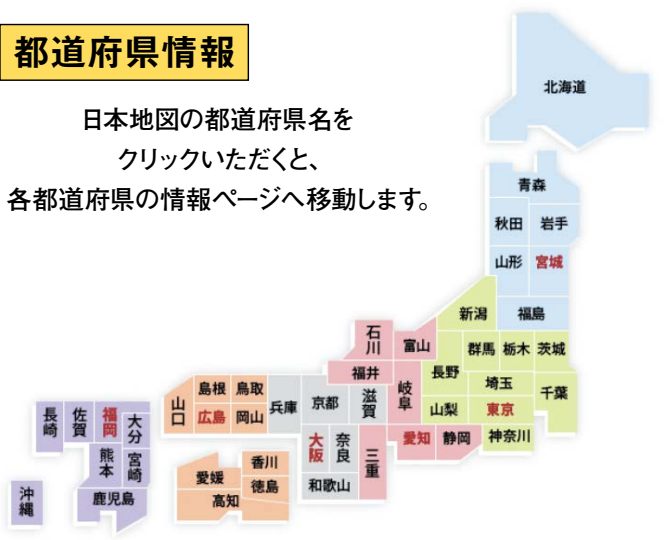 都道府県情報
日本地図の都道府県名を
クリックいただくと、
各都道府県の情報ページへ移動します。
北海道
青森
秋田
岩手
山形
宮城
新潟
福島
石川
富山
群馬
栃木
茨城
福井
長野
埼玉
千葉
島根
鳥取
兵庫
京都
滋賀
岐阜
山梨
東京
山口
広島
岡山
長崎
佐賀
福岡
大分
大阪
奈良
三重
愛知
静岡
神奈川
熊本
宮崎
愛媛
香川
徳島
和歌山
沖縄
鹿児島
高知